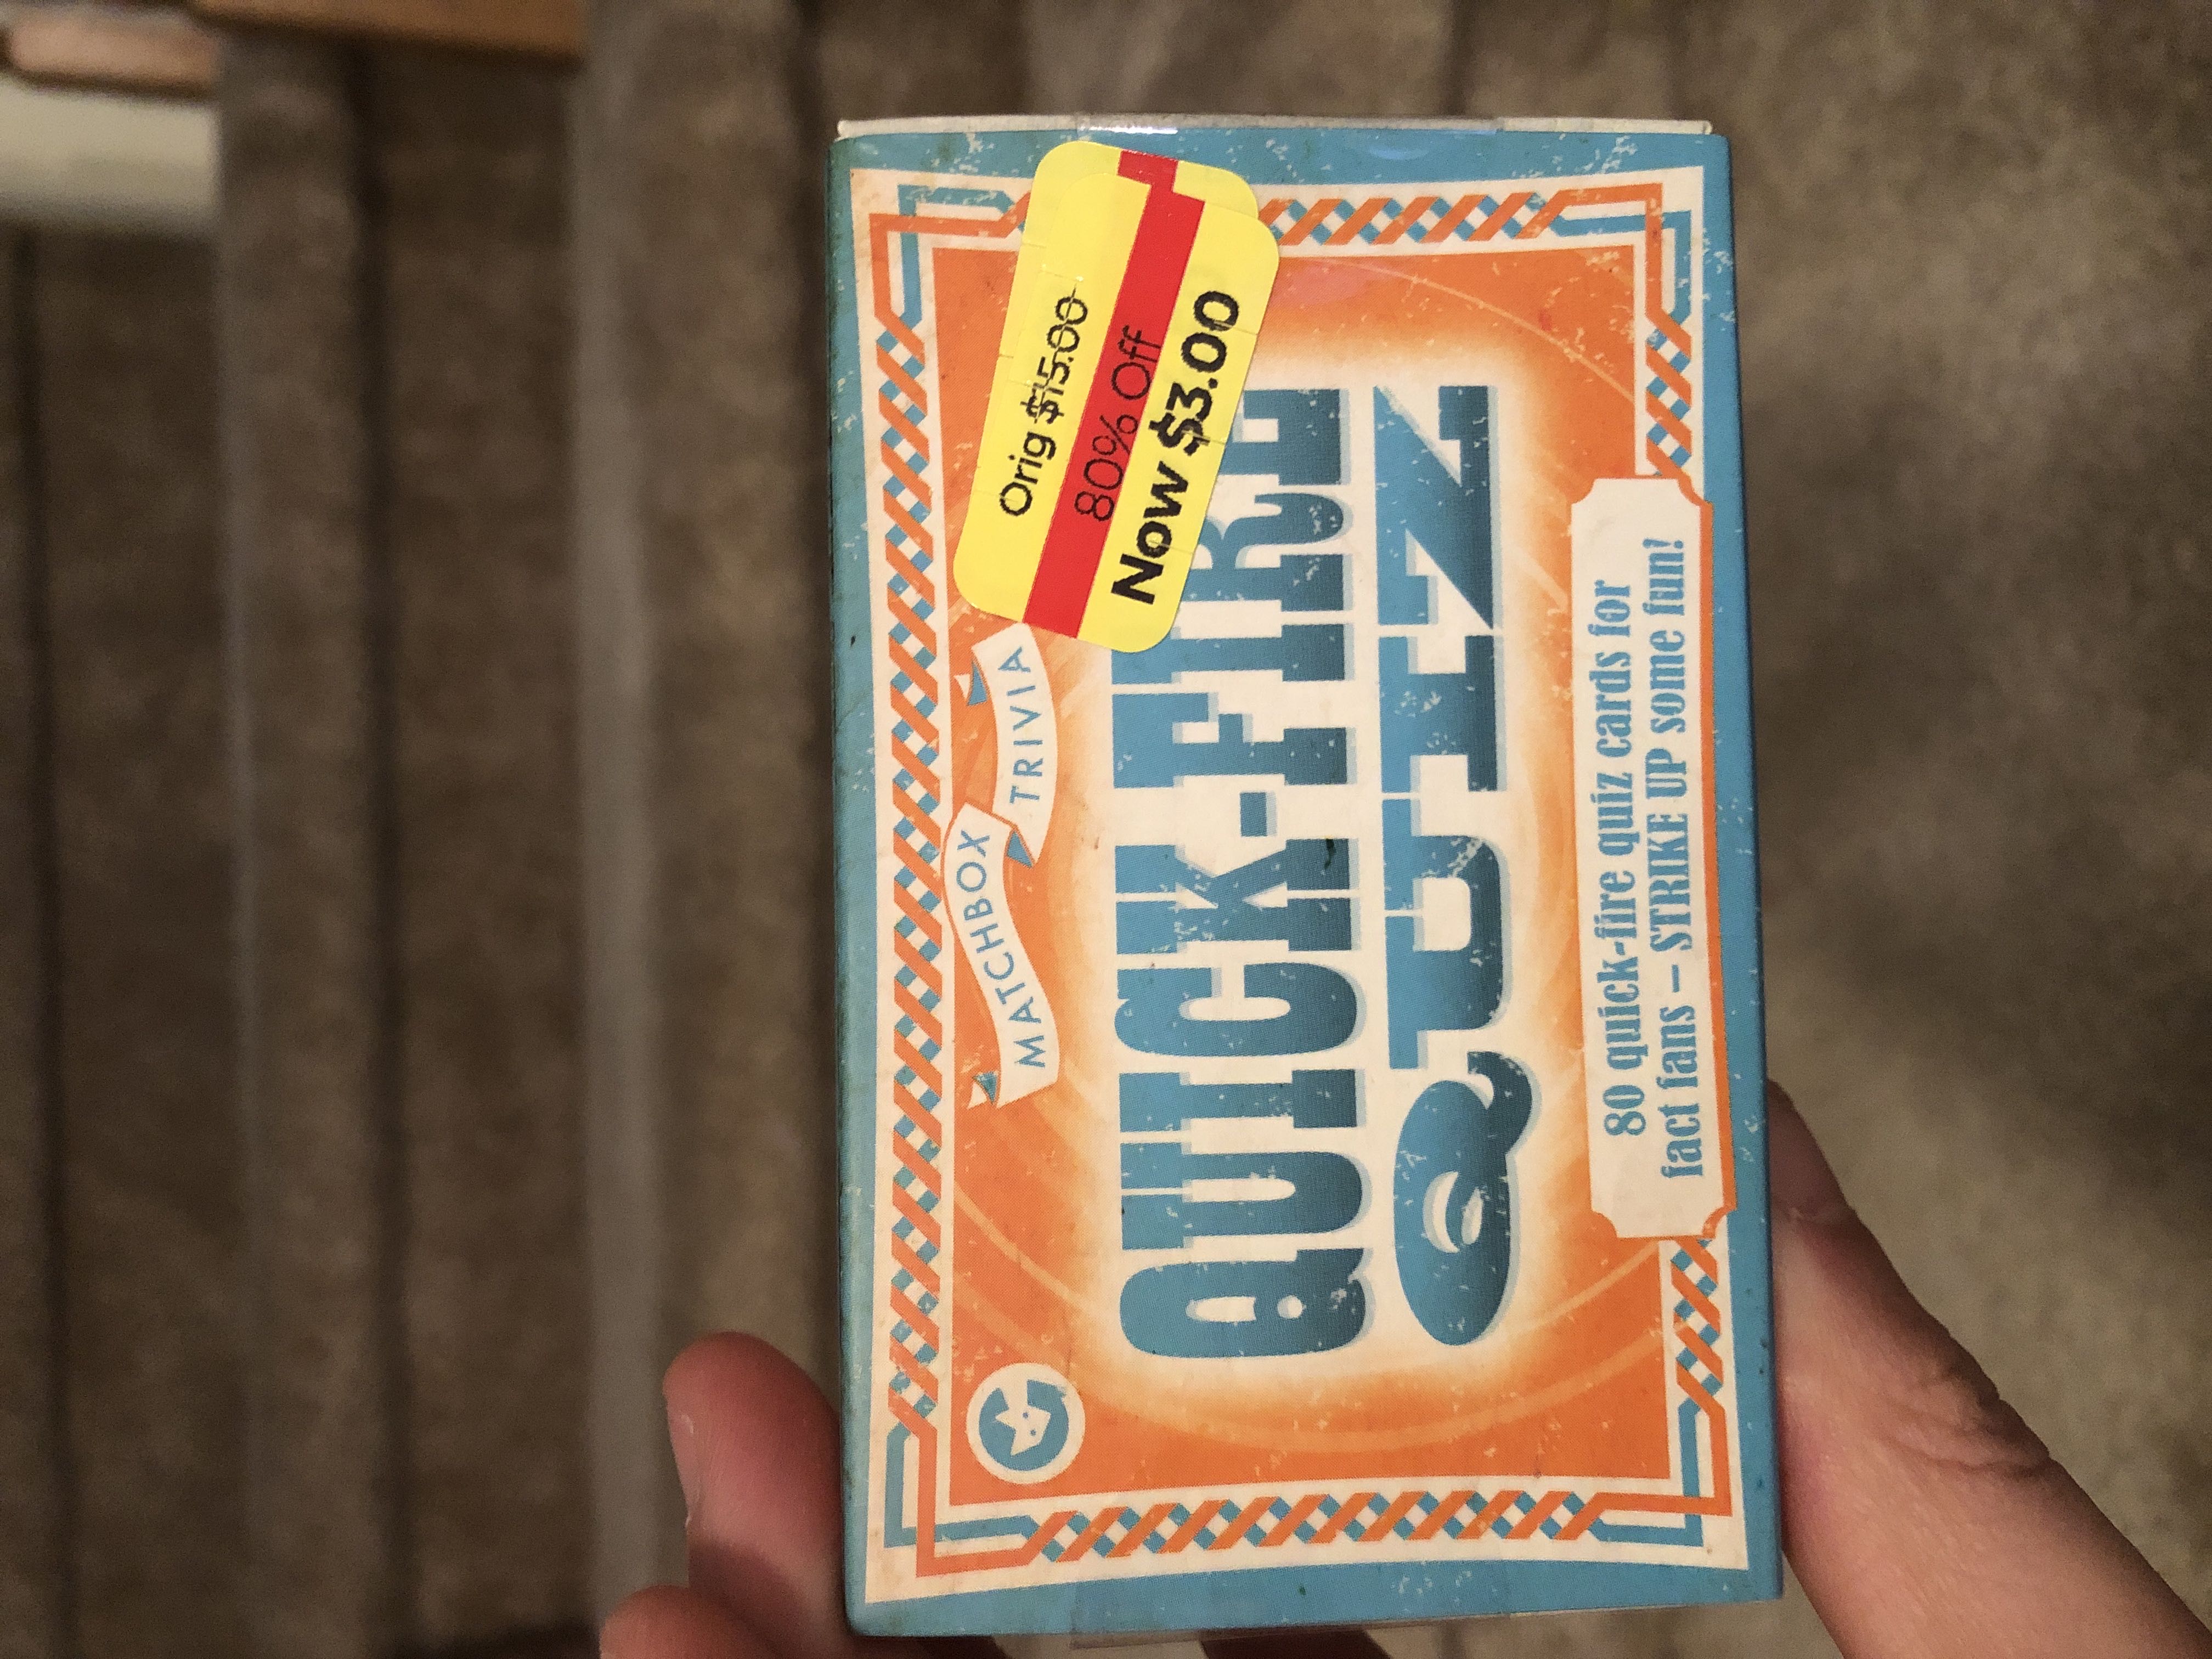 MATCHBOX TRIVIA
QUICK-FIRE
QUIZ
80 quick-fire quiz cards for
fact fans – STRIKE UP some fun!
Orig $15.00
80% Off
Now $3.00